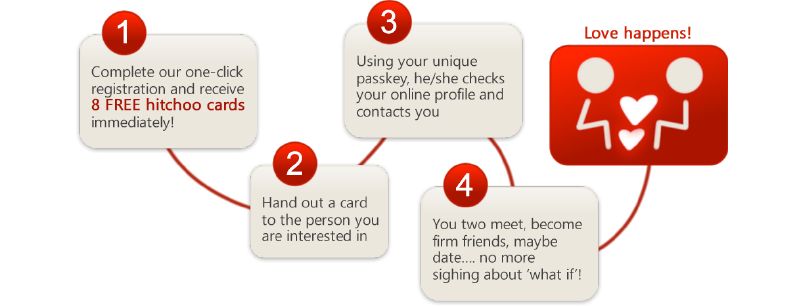 1
Complete our one-click
registration and receive
8 FREE hitchoo cards
immediately!
2
Hand out a card
to the person you
are interested in
3
Using your unique
passkey, he/she checks
your online profile and
contacts you
4
You two meet, become
firm friends, maybe
date.... no more
sighing about ‘what if’!
Love happens!